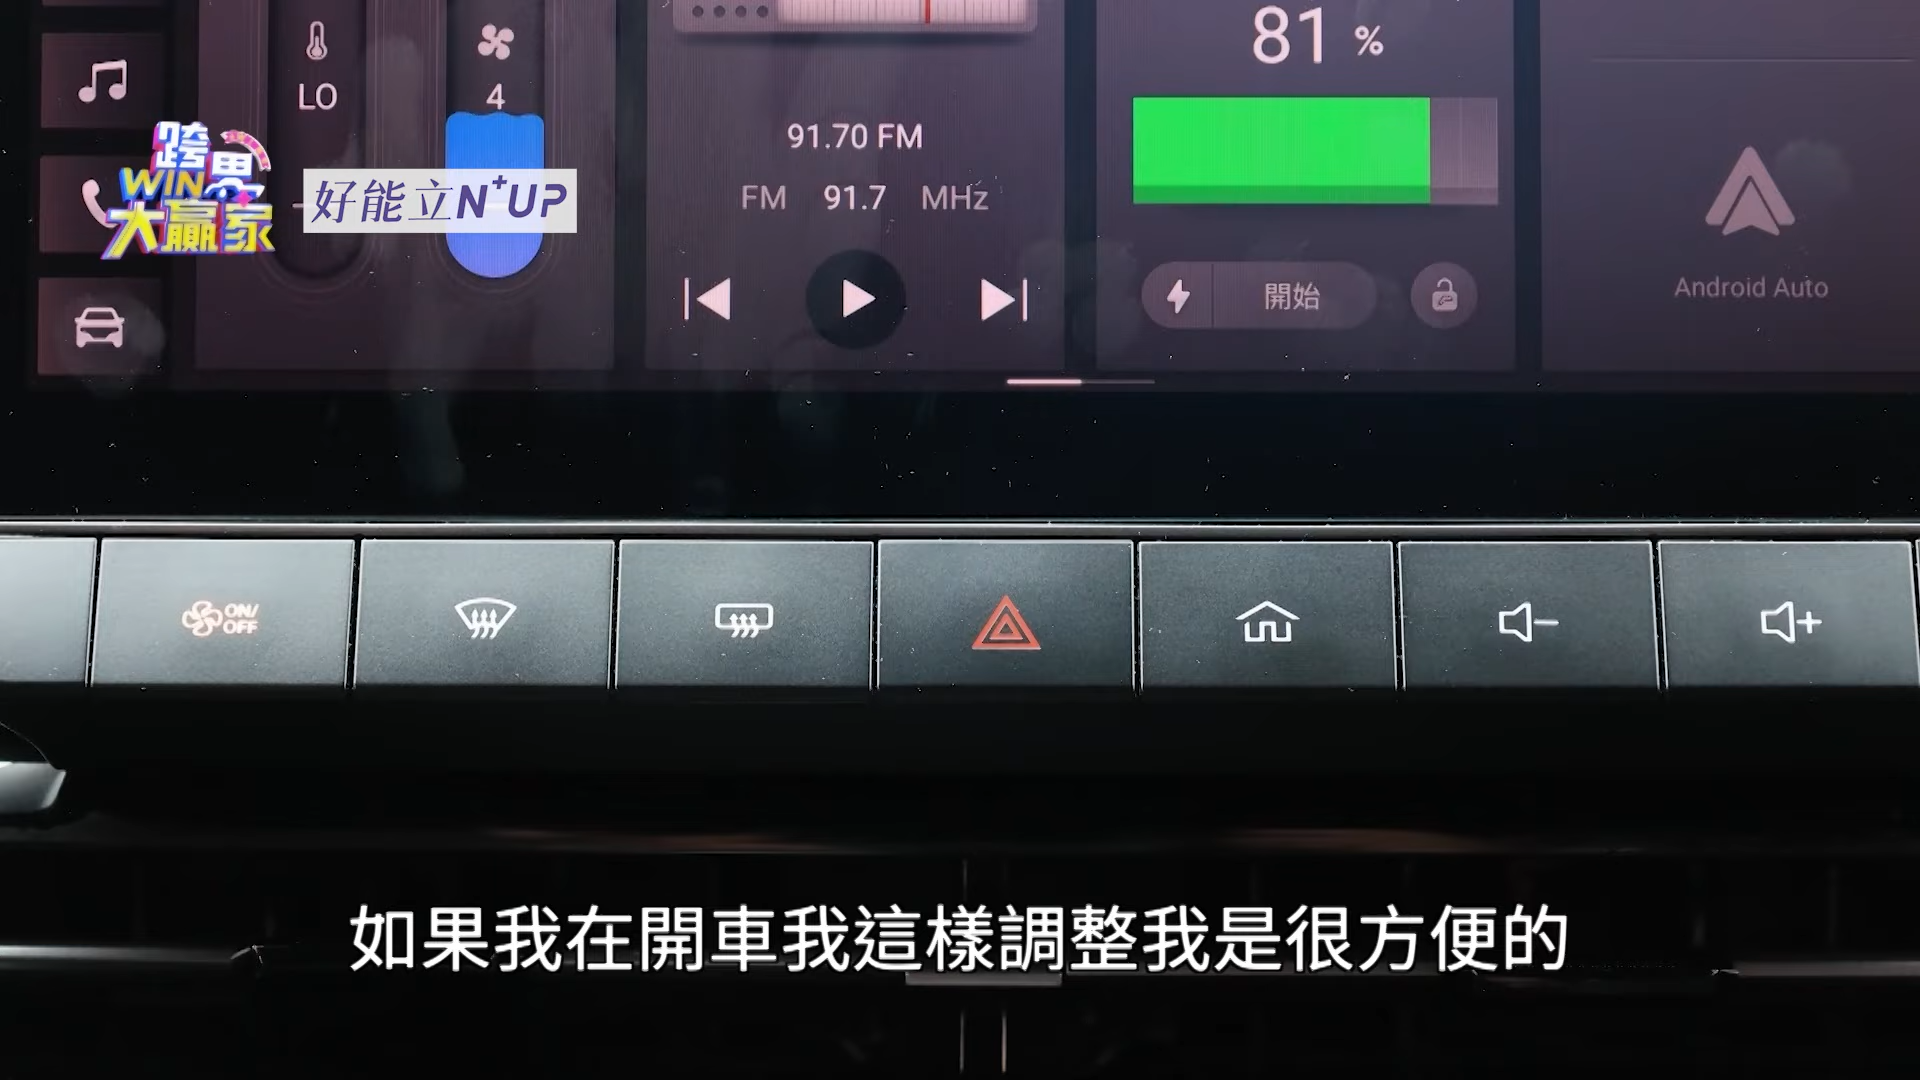 LO
4
跨界
WIN
大贏家
好能立N+UP
91.70 FM
FM 91.7 MHz
81 %
開始
Android Auto
ON/
OFF
如果我在開車我這樣調整我是很方便的